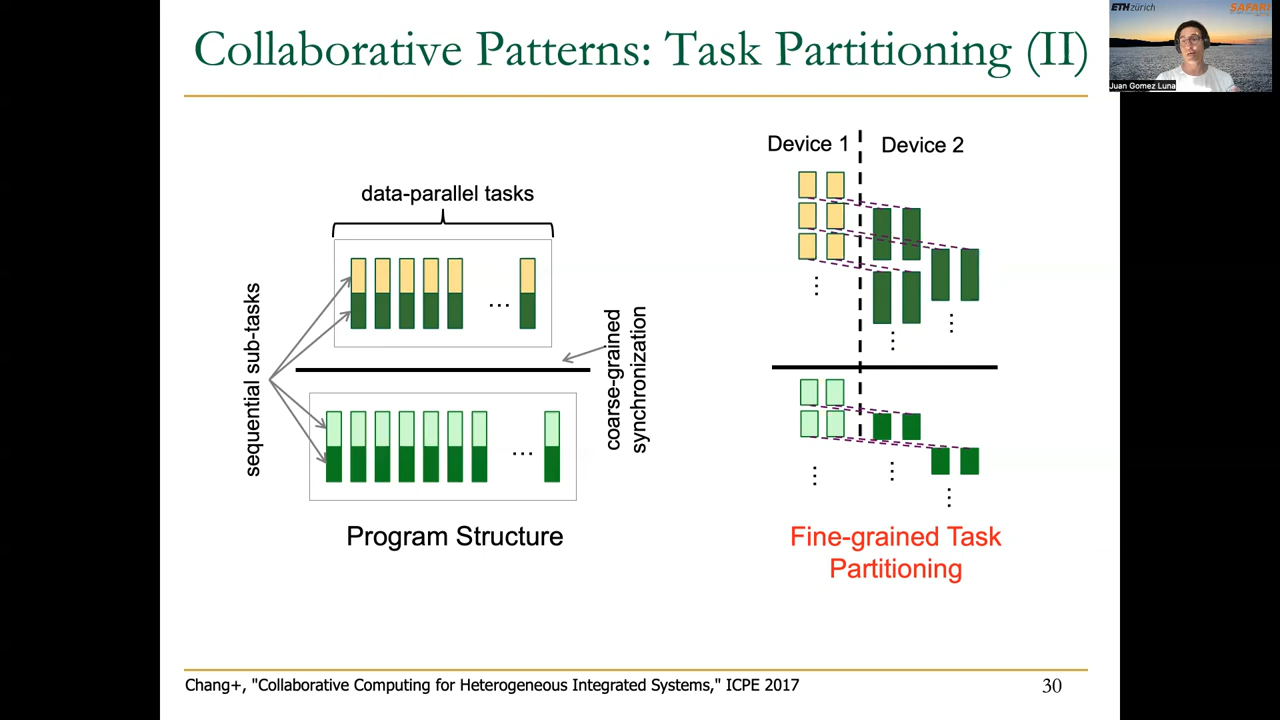 Collaborative Patterns: Task Partitioning (II)
ETH zürich
SAFARI
Juan Gomez Luna
data-parallel tasks
sequential sub-tasks
coarse-grained
synchronization
Program Structure
Device 1
Device 2
Fine-grained Task
Partitioning
Chang+, "Collaborative Computing for Heterogeneous Integrated Systems," ICPE 2017
30